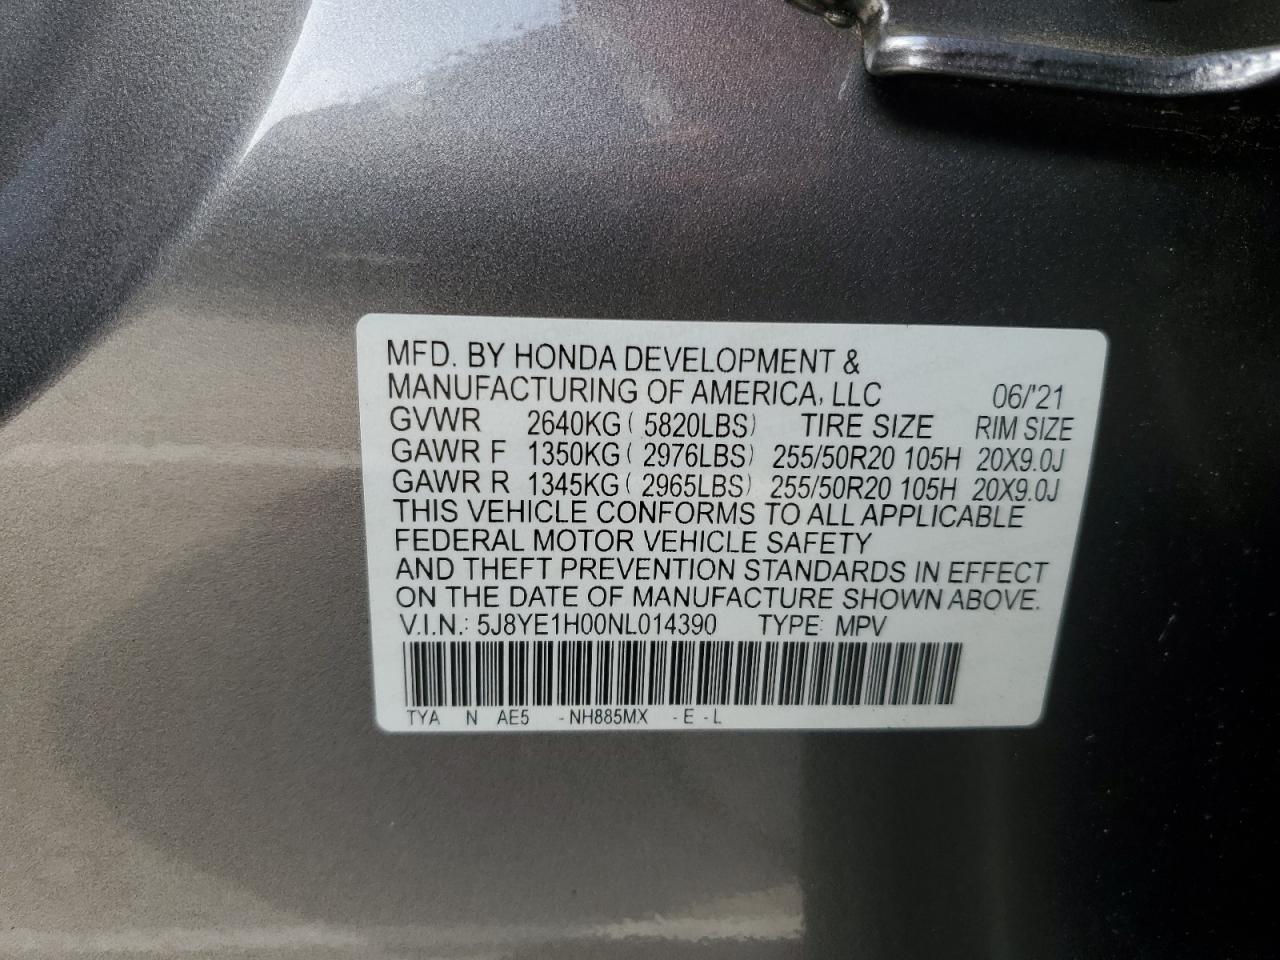 MFD. BY HONDA DEVELOPMENT &
MANUFACTURING OF AMERICA, LLC 06/'21
GVWR 2640KG ( 5820LBS) TIRE SIZE RIM SIZE
GAWR F 1350KG ( 2976LBS) 255/50R20 105H 20X9.0J
GAWR R 1345KG ( 2965LBS) 255/50R20 105H 20X9.0J
THIS VEHICLE CONFORMS TO ALL APPLICABLE
FEDERAL MOTOR VEHICLE SAFETY
AND THEFT PREVENTION STANDARDS IN EFFECT
ON THE DATE OF MANUFACTURE SHOWN ABOVE.
V.I.N.: 5J8YE1H00NL014390 TYPE: MPV
TYA N AE5 - NH885MX - E - L